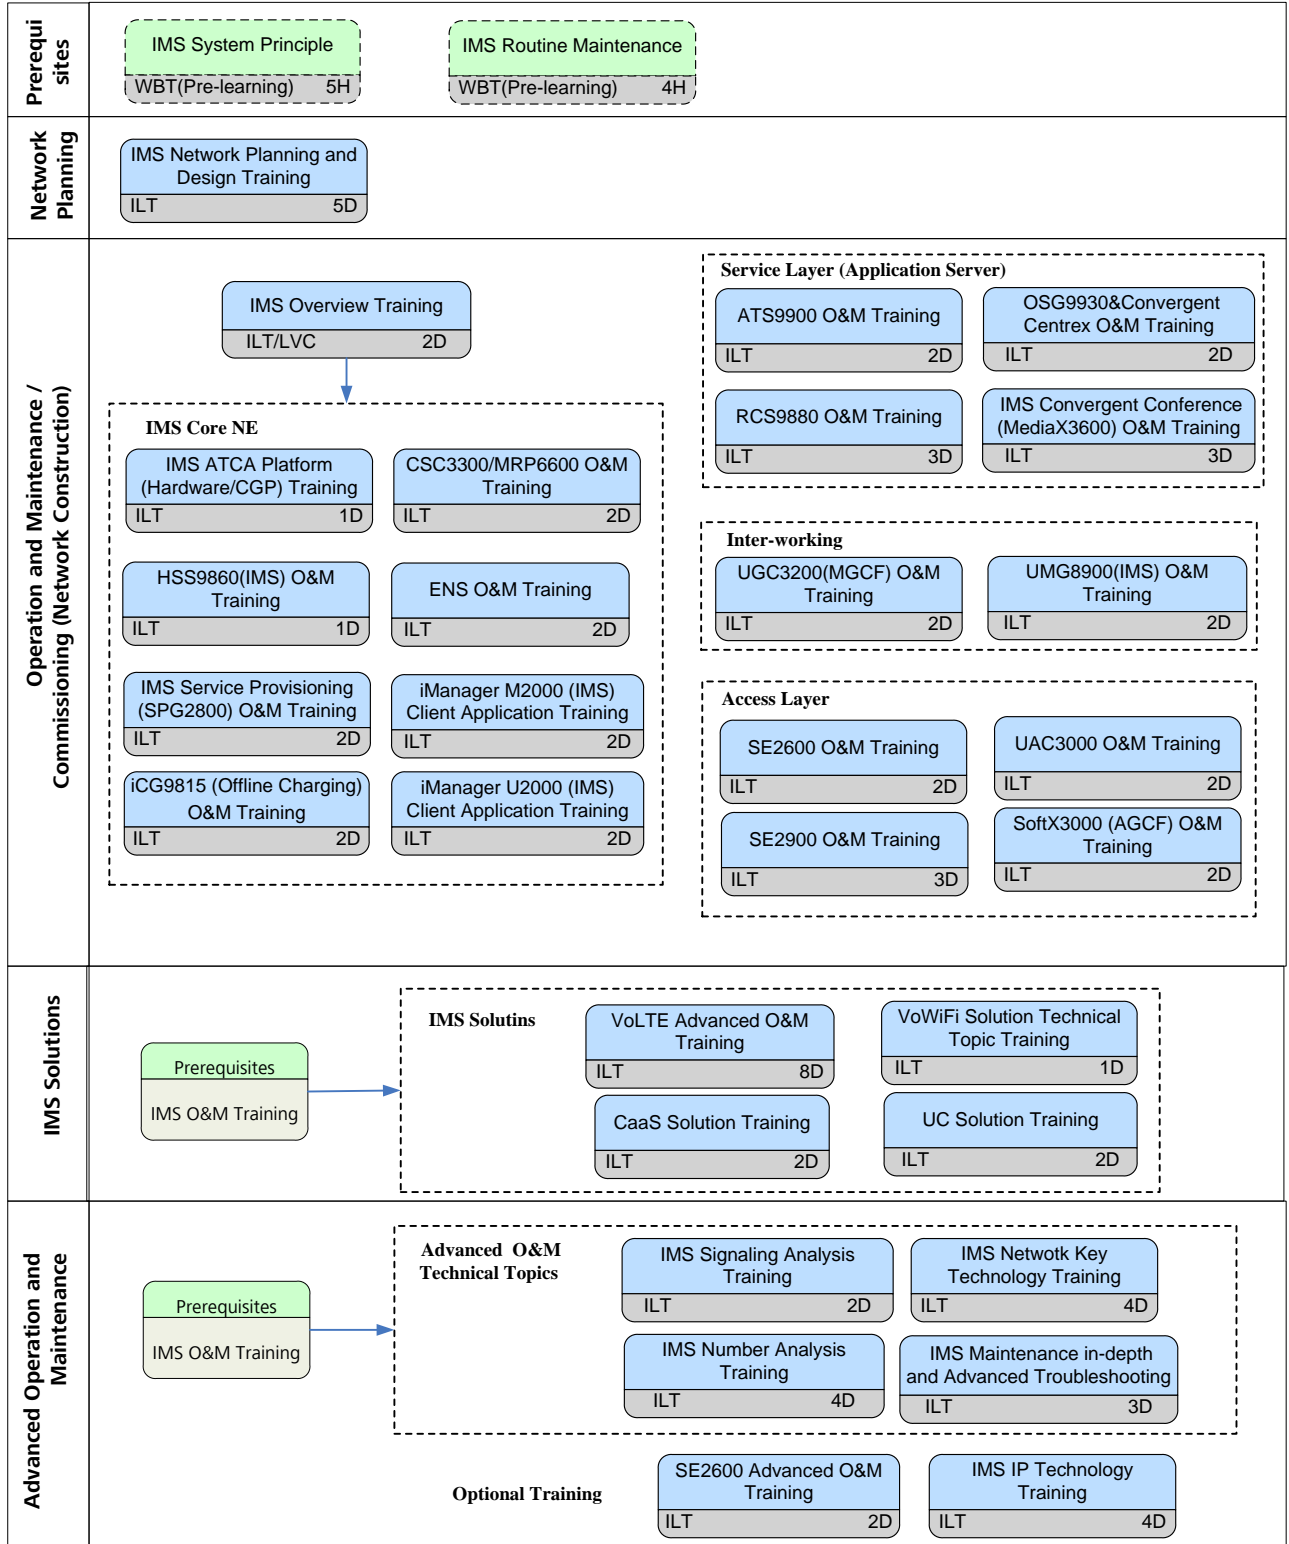 Prerequi
sites
IMS System Principle
WBT(Pre-learning) 5H
IMS Routine Maintenance
WBT(Pre-learning) 4H
Network
Planning
IMS Network Planning and
Design Training
ILT 5D
Operation and Maintenance /
Commissioning (Network Construction)
IMS Overview Training
ILT/LVC 2D
IMS Core NE
IMS ATCA Platform
(Hardware/CGP) Training
ILT 1D
CSC3300/MRP6600 O&M
Training
ILT 2D
HSS9860(IMS) O&M
Training
ILT 1D
ENS O&M Training
ILT 2D
IMS Service Provisioning
(SPG2800) O&M Training
ILT 2D
iManager M2000 (IMS)
Client Application Training
ILT 2D
iCG9815 (Offline Charging)
O&M Training
ILT 2D
iManager U2000 (IMS)
Client Application Training
ILT 2D
Service Layer (Application Server)
ATS9900 O&M Training
ILT 2D
OSG9930&Convergent
Centrex O&M Training
ILT 2D
RCS9880 O&M Training
ILT 3D
IMS Convergent Conference
(MediaX3600) O&M Training
ILT 3D
Inter-working
UGC3200(MGCF) O&M
Training
ILT 2D
UMG8900(IMS) O&M
Training
ILT 2D
Access Layer
SE2600 O&M Training
ILT 2D
UAC3000 O&M Training
ILT 2D
SE2900 O&M Training
ILT 3D
SoftX3000 (AGCF) O&M
Training
ILT 2D
IMS Solutions
Prerequisites
IMS O&M Training
IMS Solutins
VoLTE Advanced O&M
Training
ILT 8D
VoWiFi Solution Technical
Topic Training
ILT 1D
CaaS Solution Training
ILT 2D
UC Solution Training
ILT 2D
Advanced Operation and
Maintenance
Prerequisites
IMS O&M Training
Advanced O&M
Technical Topics
IMS Signaling Analysis
Training
ILT 2D
IMS Netwotk Key
Technology Training
ILT 4D
IMS Number Analysis
Training
ILT 4D
IMS Maintenance in-depth
and Advanced Troubleshooting
ILT 3D
Optional Training
SE2600 Advanced O&M
Training
ILT 2D
IMS IP Technology
Training
ILT 4D